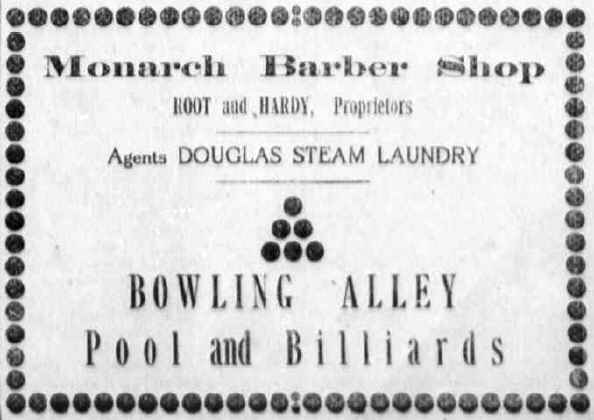 Monarch Barber Shop
ROOT and HARDY, Proprietors
Agents DOUGLAS STEAM LAUNDRY
BOWLING ALLEY
Pool and Billiards